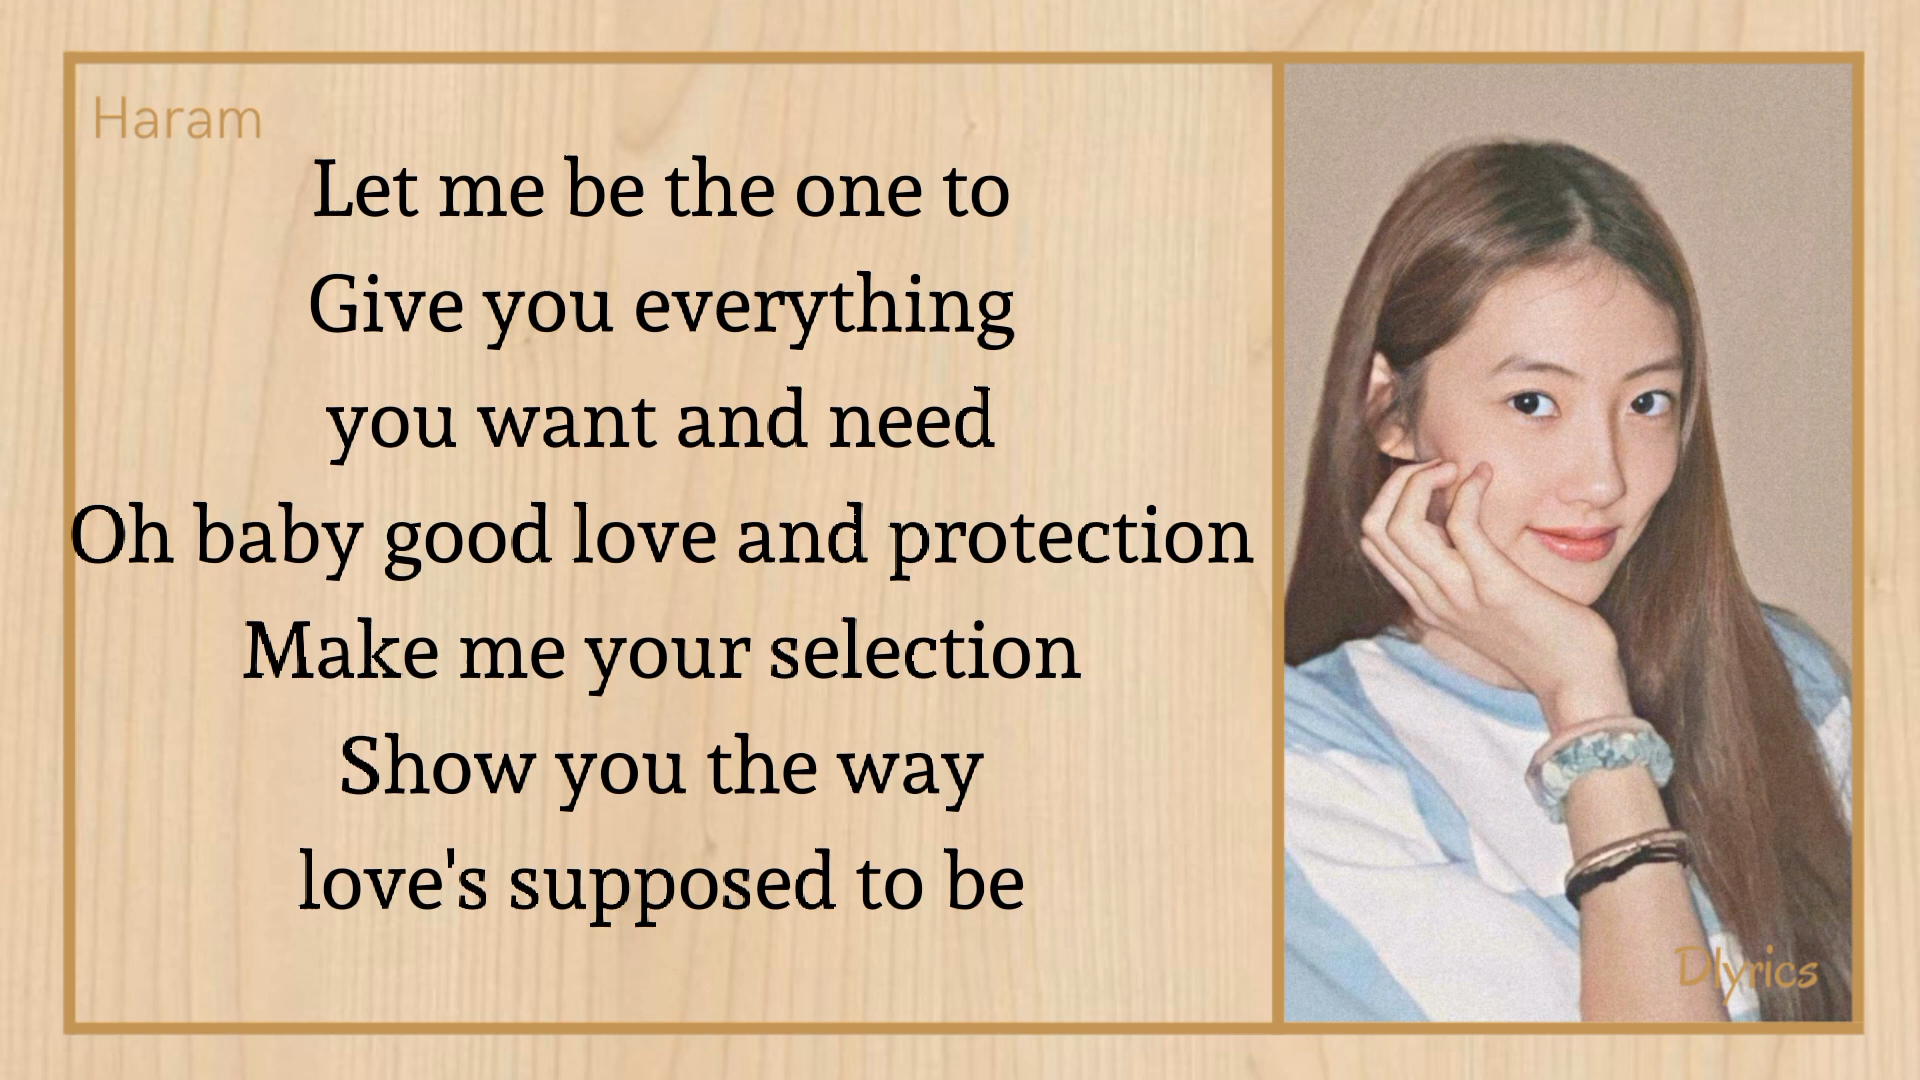 Haram
Let me be the one to
Give you everything
you want and need
Oh baby good love and protection
Make me your selection
Show you the way
love's supposed to be
Dlyrics